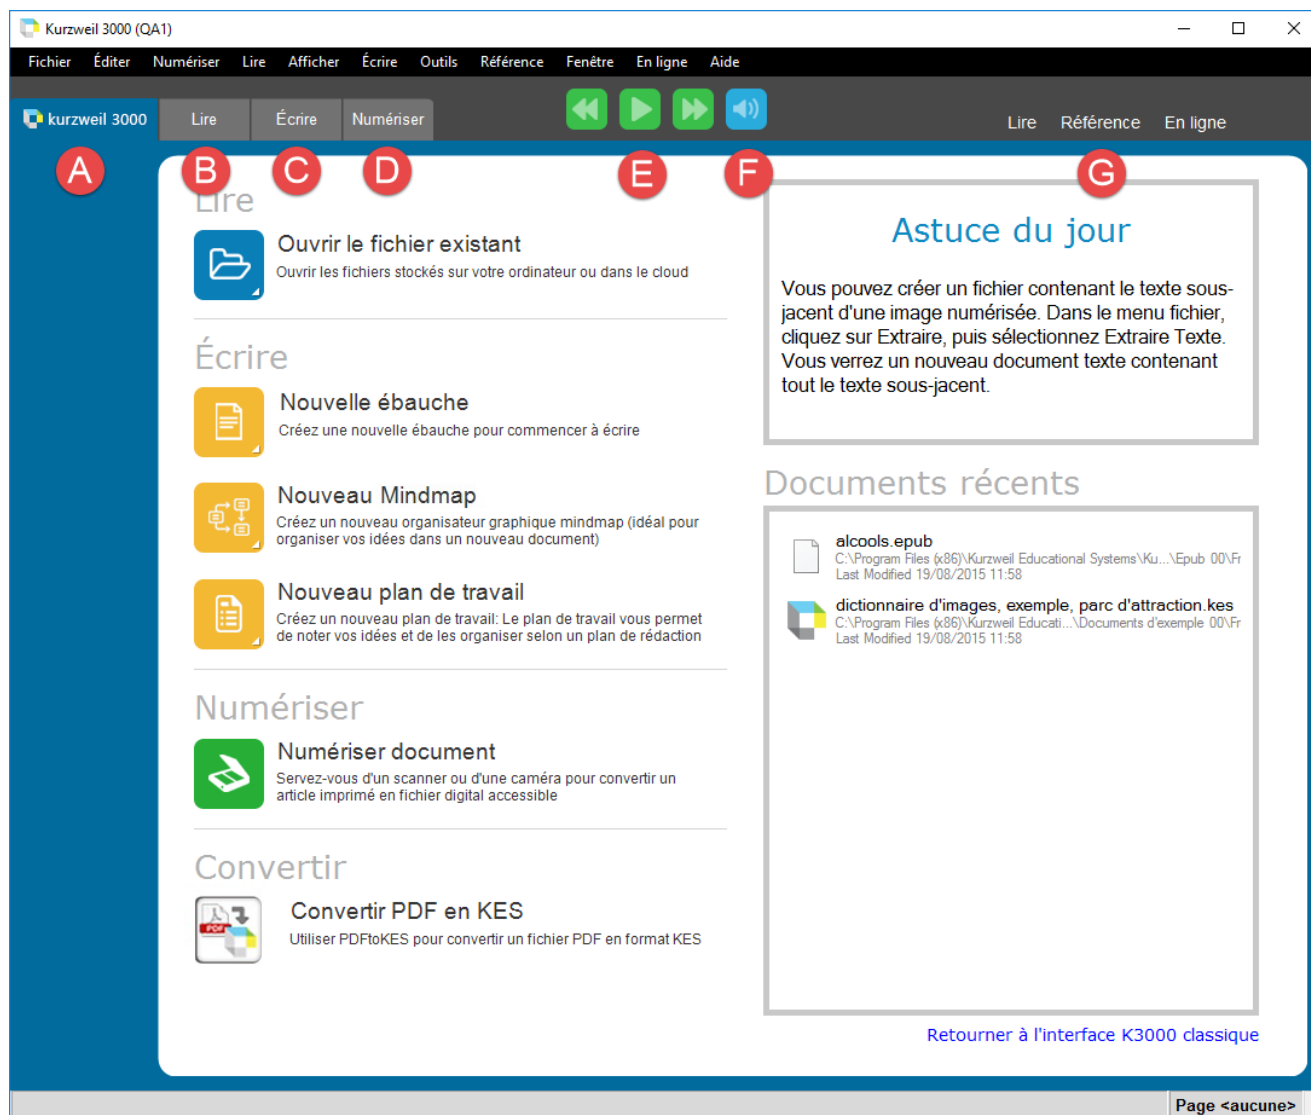 Kurzweil 3000 (QA1)
Fichier Éditer Numériser Lire Afficher Écrire Outils Référence Fenêtre En ligne Aide
kurzweil 3000 Lire Écrire Numériser Lire Référence En ligne
A B C D E F G
Lire
Ouvrir le fichier existant
Ouvrir les fichiers stockés sur votre ordinateur ou dans le cloud
Écrire
Nouvelle ébauche
Créez une nouvelle ébauche pour commencer à écrire
Nouveau Mindmap
Créez un nouveau organisateur graphique mindmap (idéal pour
organiser vos idées dans un nouveau document)
Nouveau plan de travail
Créez un nouveau plan de travail: Le plan de travail vous permet
de noter vos idées et de les organiser selon un plan de rédaction
Numériser
Numériser document
Servez-vous d'un scanner ou d'une caméra pour convertir un
article imprimé en fichier digital accessible
Convertir
PDF
Convertir PDF en KES
Utiliser PDFtoKES pour convertir un fichier PDF en format KES
Astuce du jour
Vous pouvez créer un fichier contenant le texte sous-
jacent d'une image numérisée. Dans le menu fichier,
cliquez sur Extraire, puis sélectionnez Extraire Texte.
Vous verrez un nouveau document texte contenant
tout le texte sous-jacent.
Documents récents
alcools.epub
C:\Program Files (x86)\Kurzweil Educational Systems\Ku...\Epub 00\Fr
Last Modified 19/08/2015 11:58
dictionnaire d'images, exemple, parc d'attraction.kes
C:\Program Files (x86)\Kurzweil Educati...\Documents d'exemple 00\Fr
Last Modified 19/08/2015 11:58
Retourner à l'interface K3000 classique
Page <aucune>